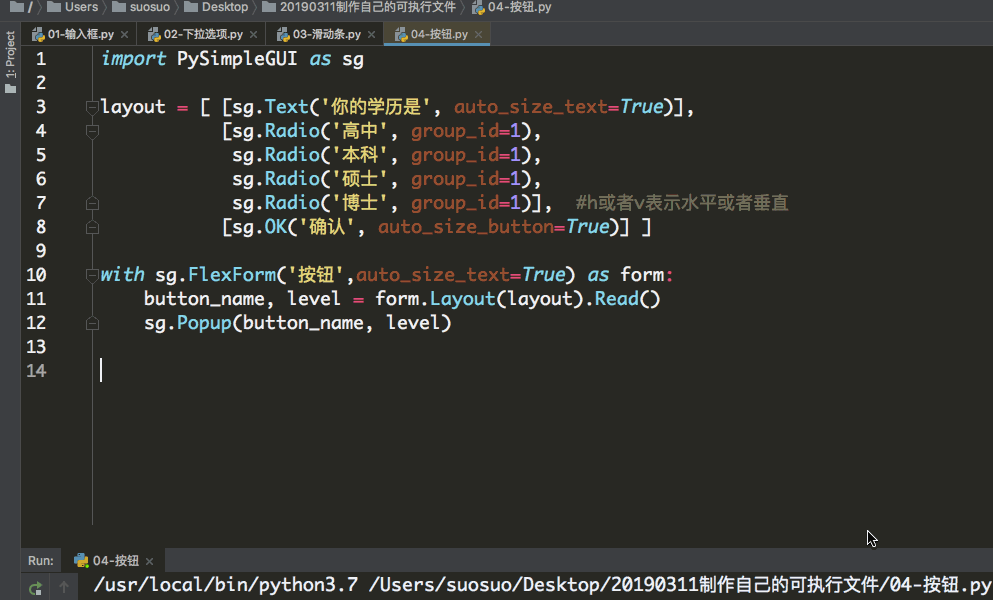 / Users suosuo Desktop 20190311制作自己的可执行文件 04-按钮.py
01-输入框.py × 02-下拉选项.py × 03-滑动条.py × 04-按钮.py ×
1: Project
1 import PySimpleGUI as sg
2
3 layout = [ [sg.Text('你的学历是', auto_size_text=True)],
4 [sg.Radio('高中', group_id=1),
5 sg.Radio('本科', group_id=1),
6 sg.Radio('硕士', group_id=1),
7 sg.Radio('博士', group_id=1)], #h或者v表示水平或者垂直
8 [sg.OK('确认', auto_size_button=True)] ]
9
10 with sg.FlexForm('按钮',auto_size_text=True) as form:
11 button_name, level = form.Layout(layout).Read()
12 sg.Popup(button_name, level)
13
14
Run: 04-按钮 ×
/usr/local/bin/python3.7 /Users/suosuo/Desktop/20190311制作自己的可执行文件/04-按钮.py